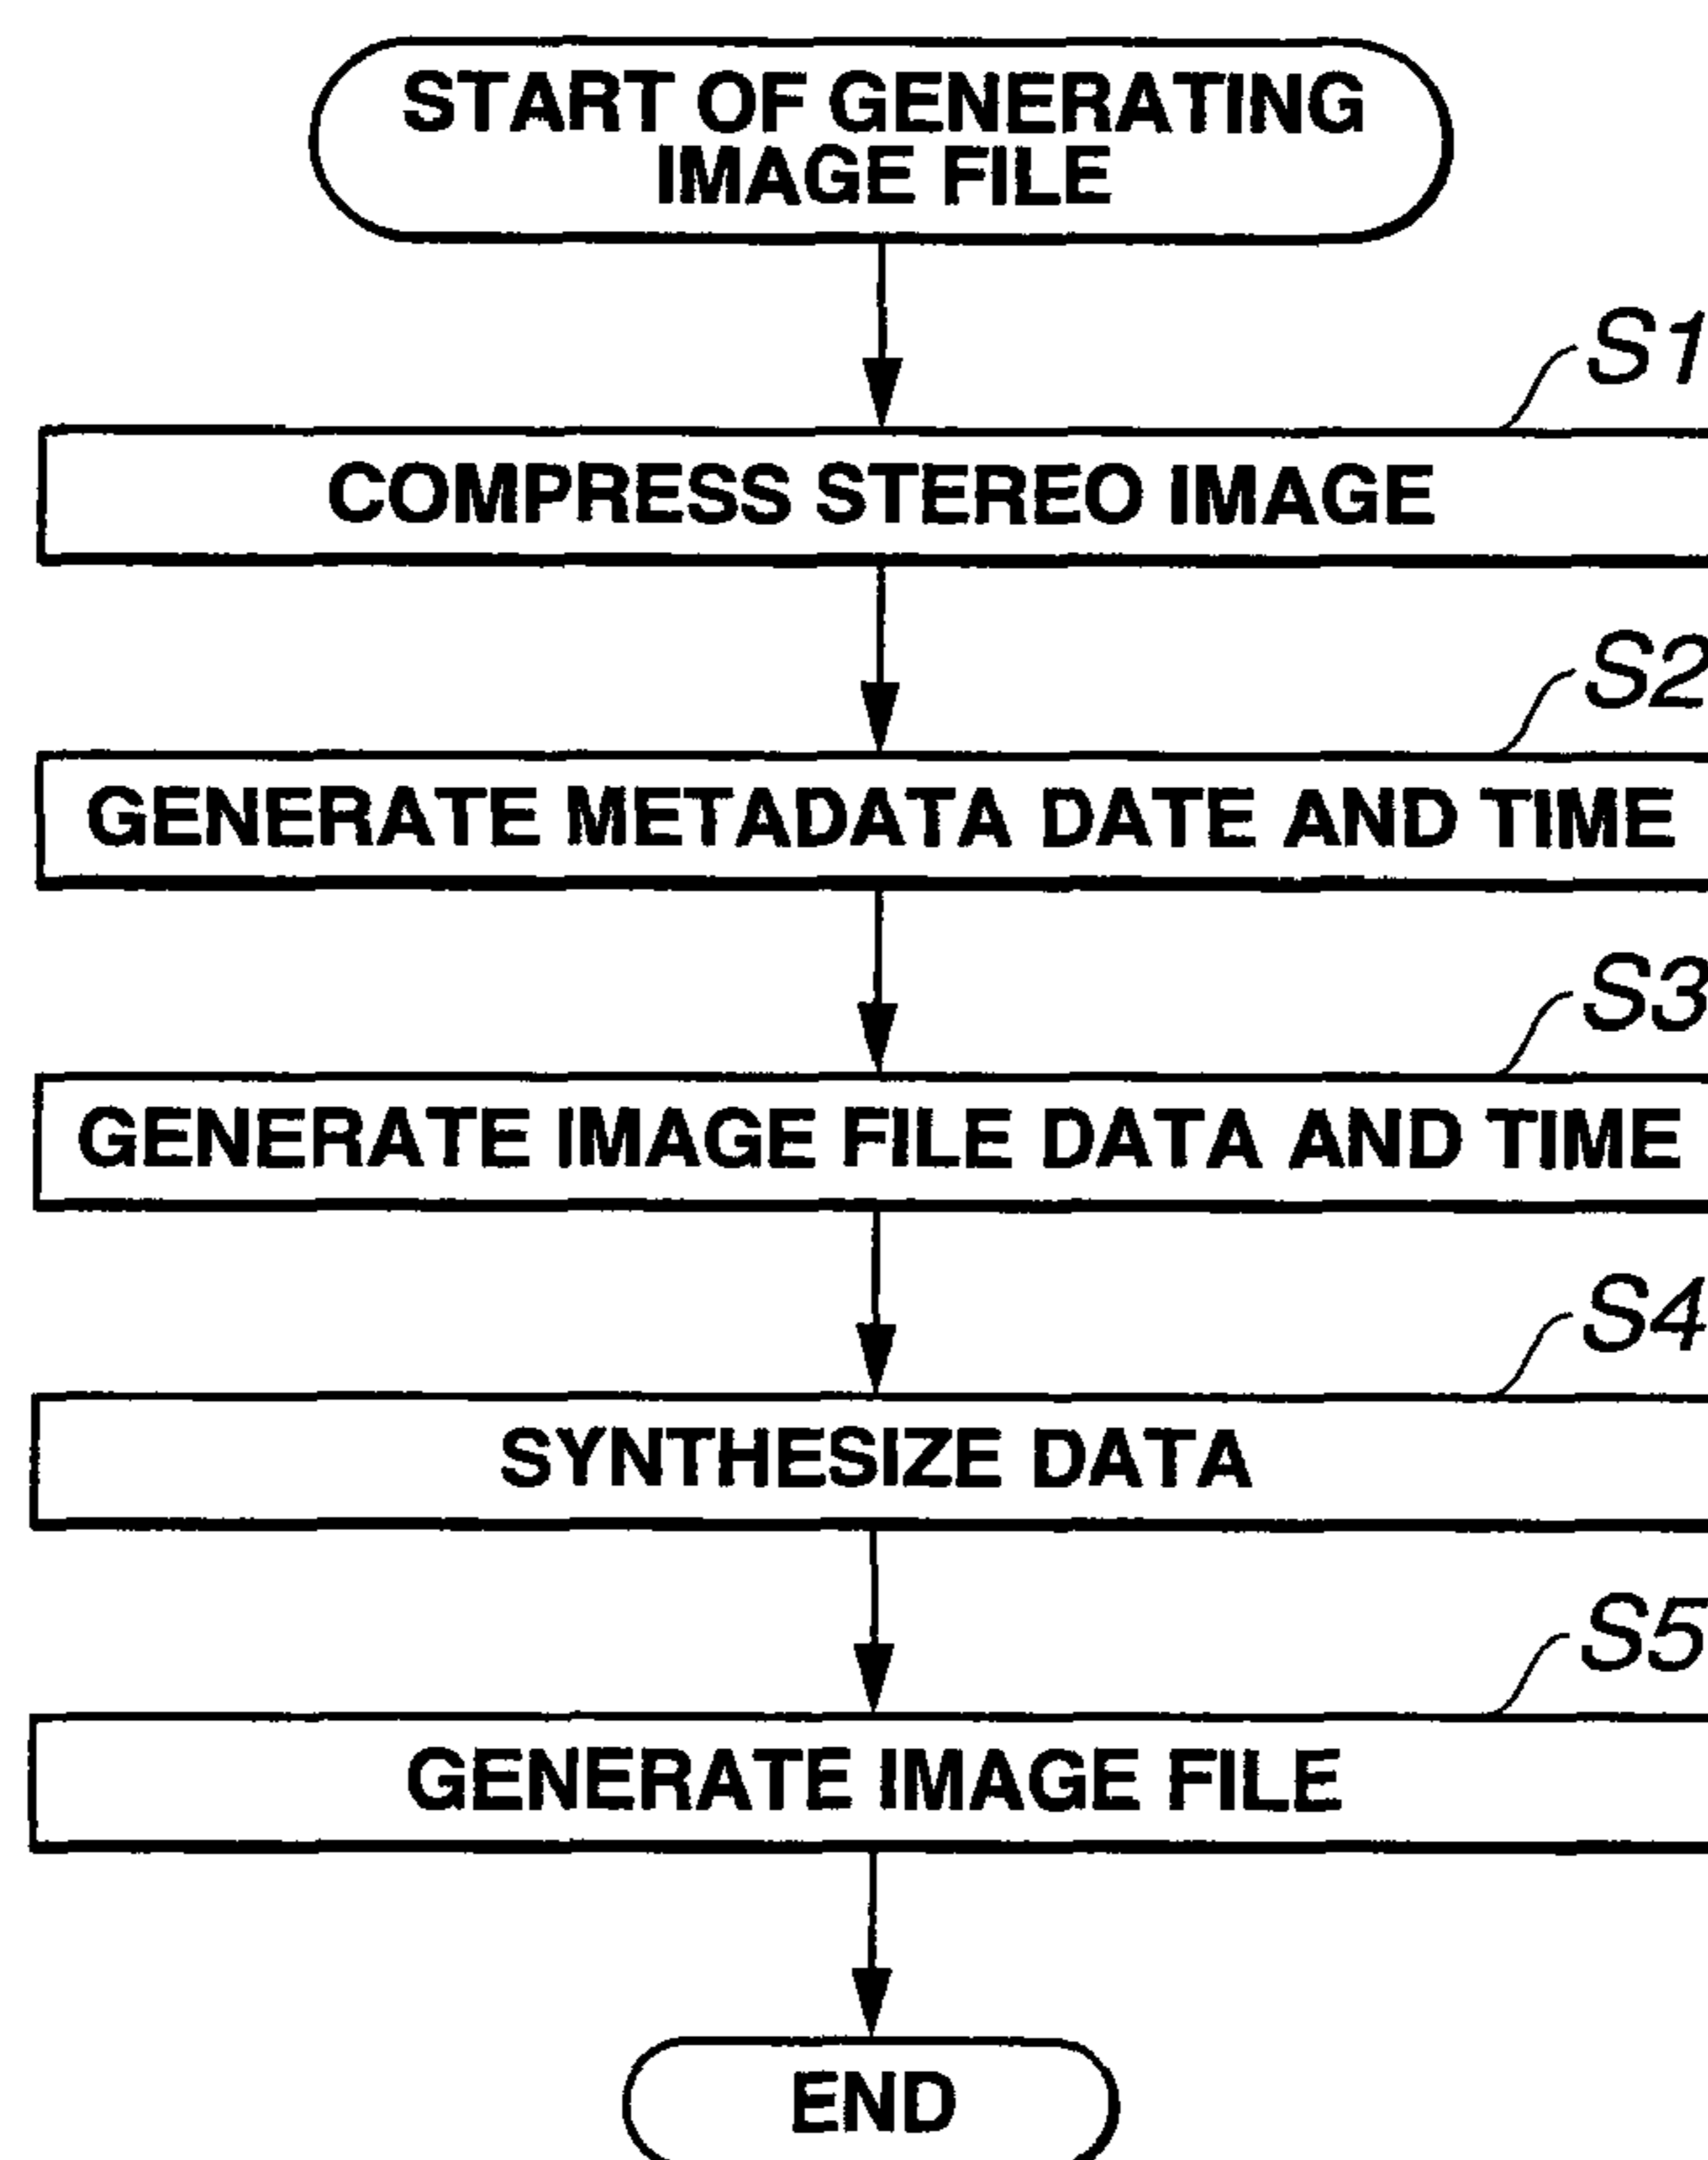 START OF GENERATING
IMAGE FILE
S1
COMPRESS STEREO IMAGE
S2
GENERATE METADATA DATE AND TIME
S3
GENERATE IMAGE FILE DATA AND TIME
S4
SYNTHESIZE DATA
S5
GENERATE IMAGE FILE
END